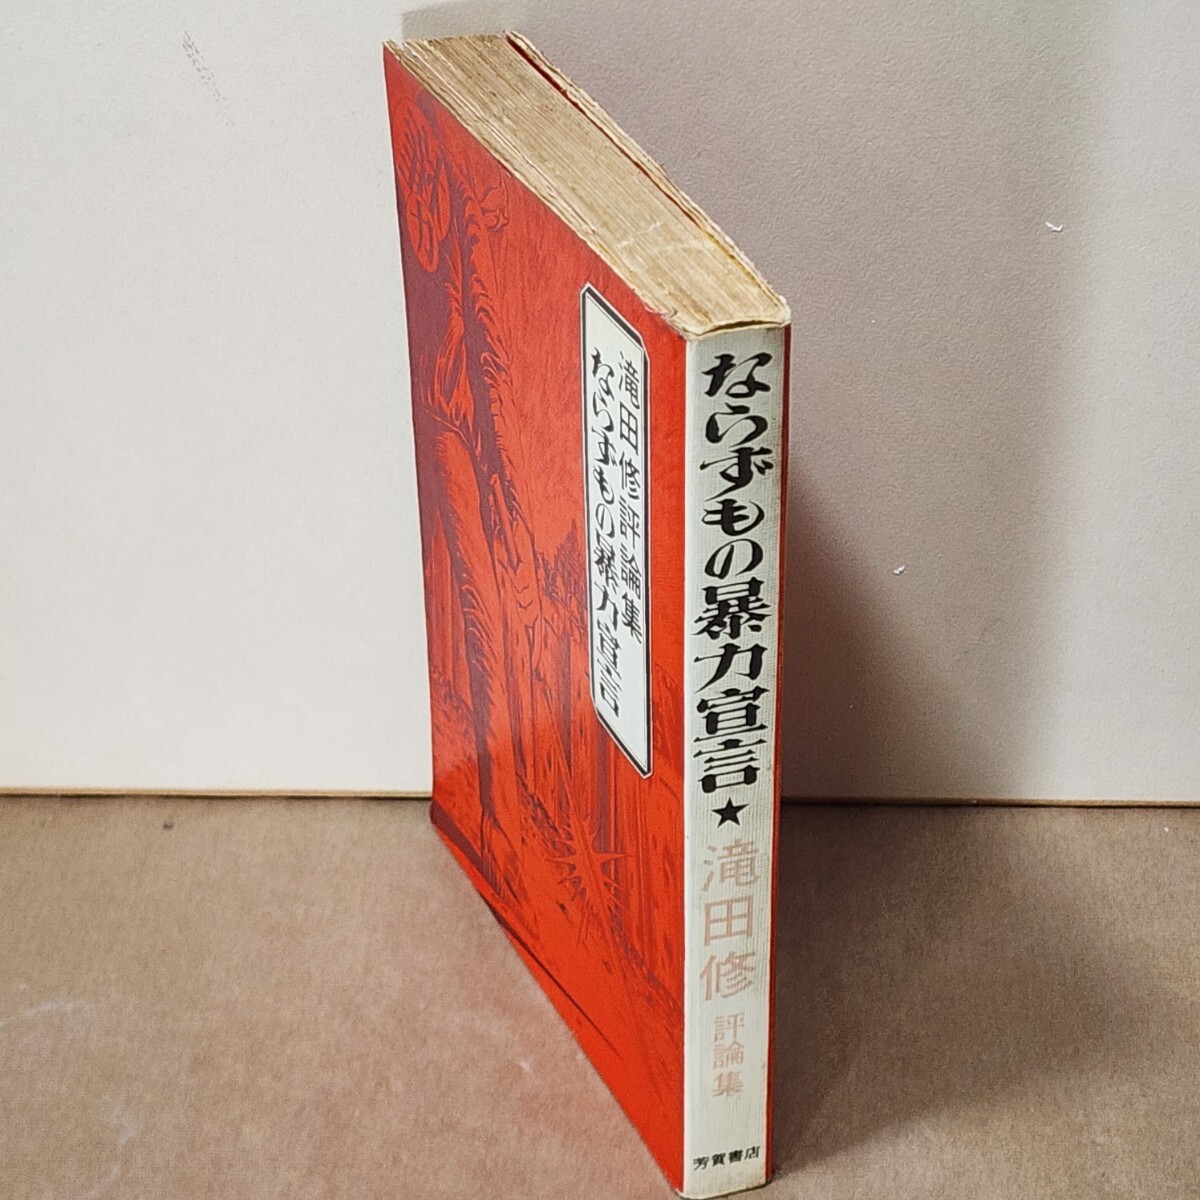 滝田修評論集
ならずもの暴力宣言
ならずもの暴力宣言★
滝田修
評論集
芳賀書店